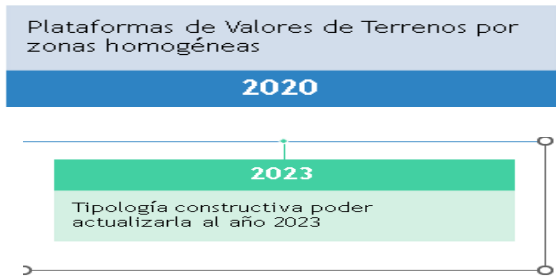 Plataformas de Valores de Terrenos por
zonas homogéneas
2020
2023
Tipología constructiva poder
actualizarla al año 2023